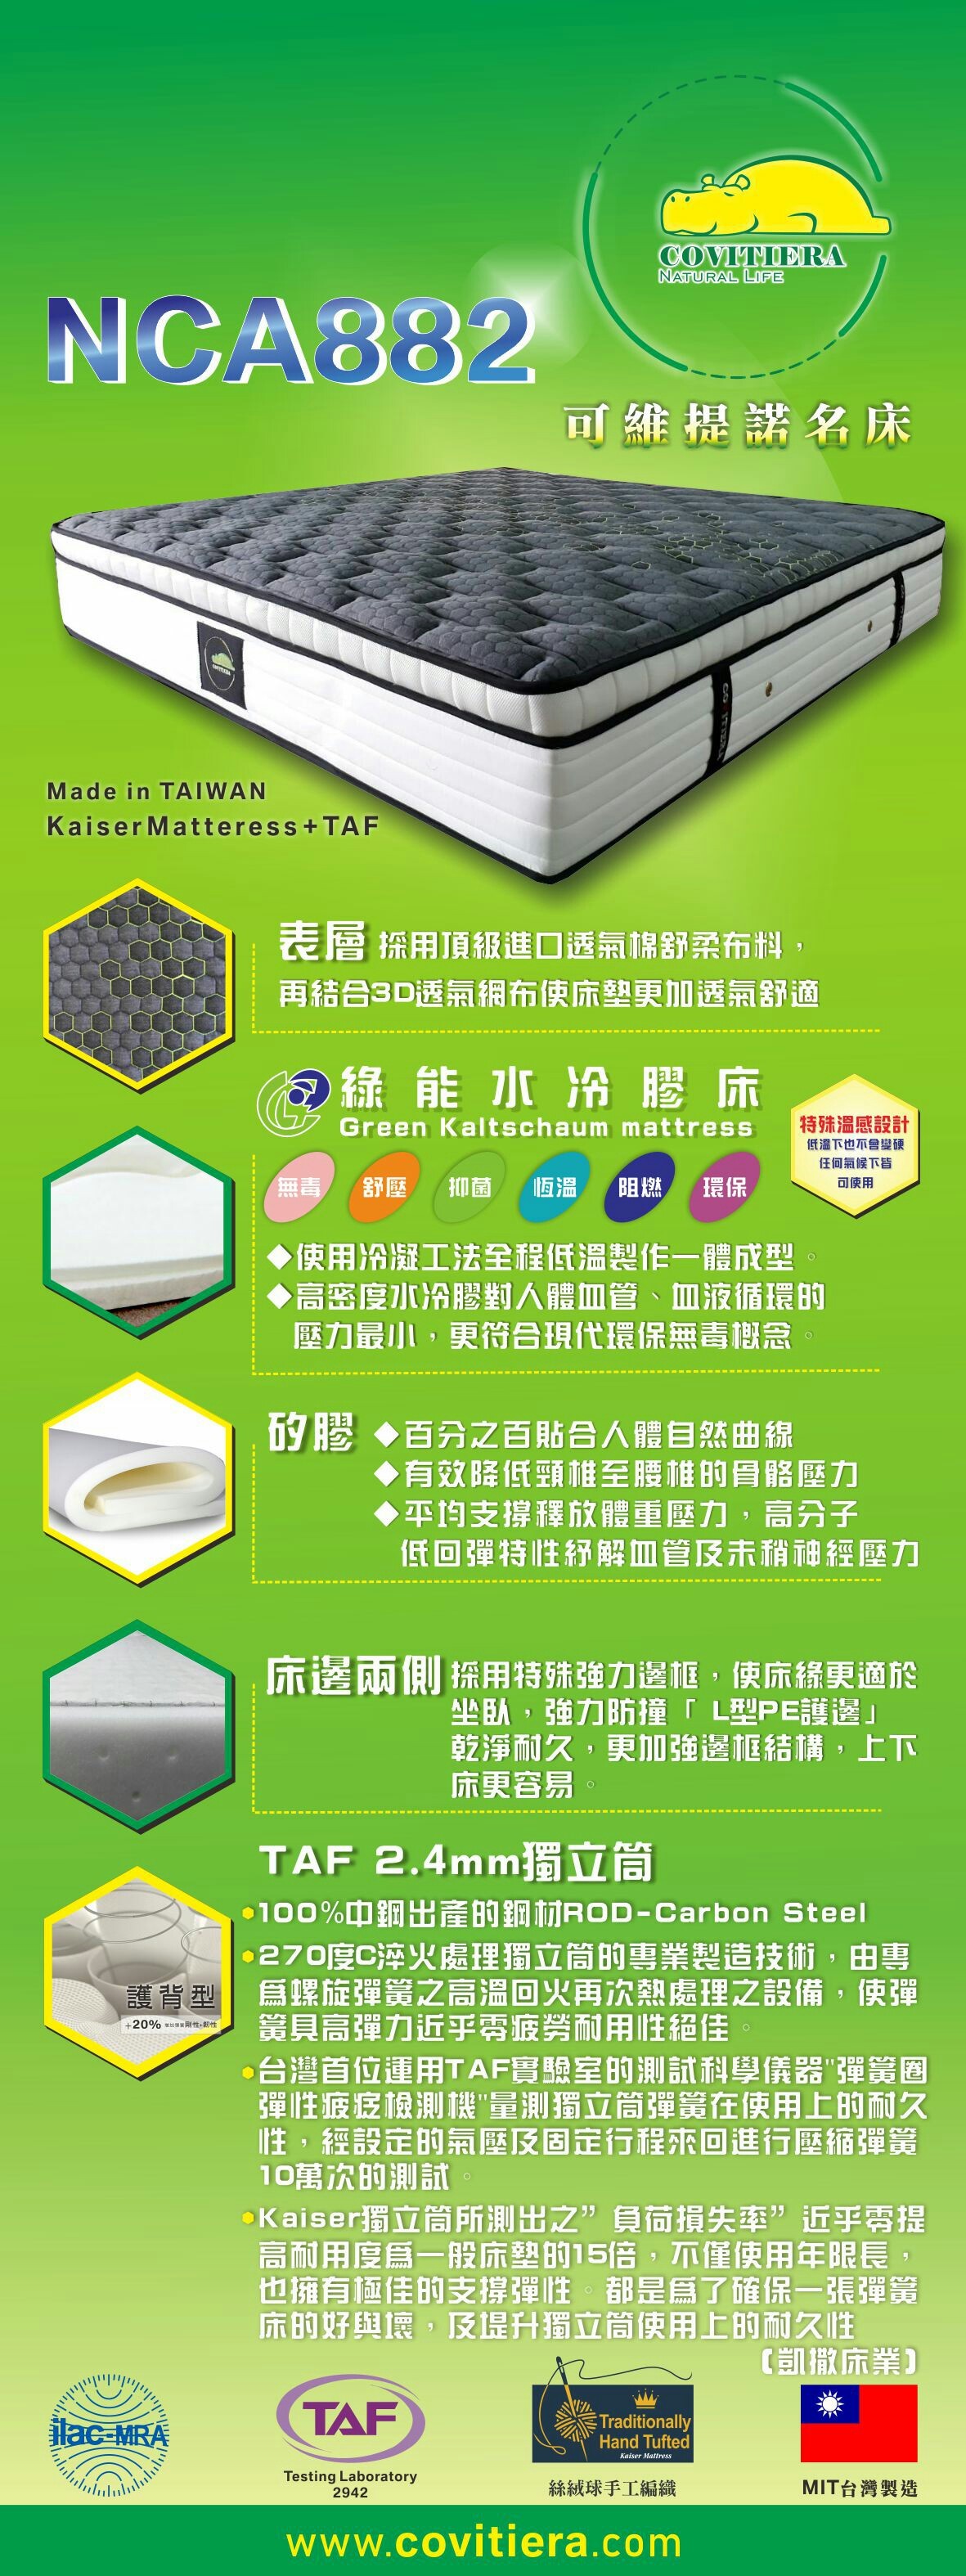 COVITIERA
NATURAL LIFE
NCA882
可維提諾名床
COVITIERA
Made in TAIWAN
KaiserMatteress+TAF
表層 採用頂級進口透氣棉舒柔布料，
再結合3D透氣網布使床墊更加透氣舒適
綠能水冷膠床
Green Kaltschaum mattress
特殊溫感設計
低溫下也不會變硬
任何氣候下皆
可使用
無毒 舒壓 抑菌 恆溫 阻燃 環保
◆使用冷凝工法全程低溫製作一體成型。
◆高密度水冷膠對人體血管、血液循環的
壓力最小，更符合現代環保無毒概念。
矽膠 ◆百分之百貼合人體自然曲線
◆有效降低頸椎至腰椎的骨骼壓力
◆平均支撐釋放體重壓力，高分子
低回彈特性紓解血管及末稍神經壓力
床邊兩側 採用特殊強力邊框，使床緣更適於
坐臥，強力防撞「 L型PE護邊」
乾淨耐久，更加強邊框結構，上下
床更容易。
TAF 2.4mm獨立筒
100%中鋼出產的鋼材ROD-Carbon Steel
270度C淬火處理獨立筒的專業製造技術，由專
為螺旋彈簧之高溫回火再次熱處理之設備，使彈
簧具高彈力近乎零疲勞耐用性絕佳。
護背型
+20% 剛性+韌性
台灣首位運用TAF實驗室的測試科學儀器"彈簧圈
彈性疲疺檢測機"量測獨立筒彈簧在使用上的耐久
性，經設定的氣壓及固定行程來回進行壓縮彈簧
10萬次的測試。
Kaiser獨立筒所測出之”負荷損失率”近乎零提
高耐用度為一般床墊的15倍，不僅使用年限長，
也擁有極佳的支撐彈性。都是為了確保一張彈簧
床的好與壞，及提升獨立筒使用上的耐久性
〔凱撒床業〕
ilac-MRA
TAF
Testing Laboratory
2942
Traditionally
Hand Tufted
Kaiser Mattress
絲絨球手工編織
MIT台灣製造
www.covitiera.com